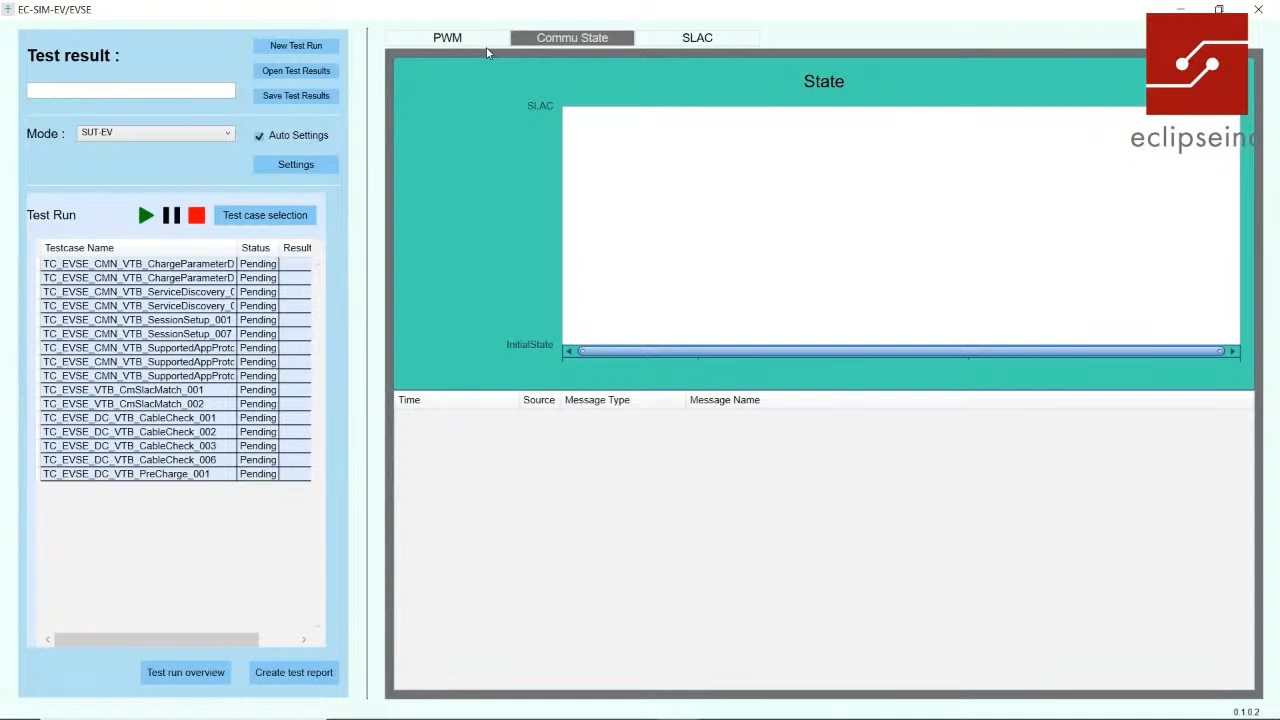 EC-SIM-EV/EVSE
Test result :
New Test Run
Open Test Results
Save Test Results
Mode :
SUT-EV
Auto Settings
Settings
Test Run
Test case selection
Testcase Name Status Result
TC_EVSE_CMN_VTB_ChargeParameterD Pending
TC_EVSE_CMN_VTB_ChargeParameterD Pending
TC_EVSE_CMN_VTB_ServiceDiscovery_( Pending
TC_EVSE_CMN_VTB_ServiceDiscovery_( Pending
TC_EVSE_CMN_VTB_SessionSetup_001 Pending
TC_EVSE_CMN_VTB_SessionSetup_007 Pending
TC_EVSE_CMN_VTB_SupportedAppProto Pending
TC_EVSE_CMN_VTB_SupportedAppProto Pending
TC_EVSE_CMN_VTB_SupportedAppProto Pending
TC_EVSE_VTB_CmSlacMatch_001 Pending
TC_EVSE_VTB_CmSlacMatch_002 Pending
TC_EVSE_DC_VTB_CableCheck_001 Pending
TC_EVSE_DC_VTB_CableCheck_002 Pending
TC_EVSE_DC_VTB_CableCheck_003 Pending
TC_EVSE_DC_VTB_CableCheck_006 Pending
TC_EVSE_DC_VTB_PreCharge_001 Pending
Test run overview
Create test report
PWM
Commu State
SLAC
State
SLAC
InitialState
Time Source Message Type Message Name
eclipseina
0.1.0.2